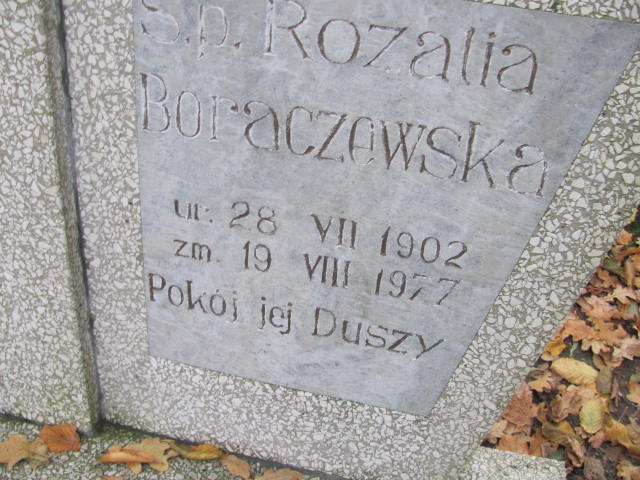 Ś.p. Rozalia
Boraczewska
ur. 28 VII 1902
zm. 19 VIII 1977
Pokój jej Duszy